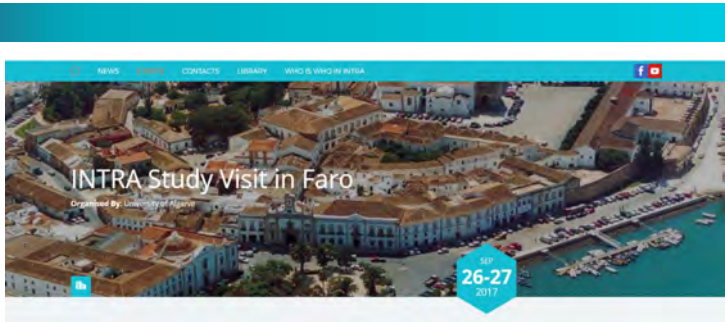 NEWS
EVENTS
CONTACTS
LIBRARY
WHO IS WHO IN INTRA
INTRA Study Visit in Faro
Organised By: University of Algarve
SEP
26-27
2017